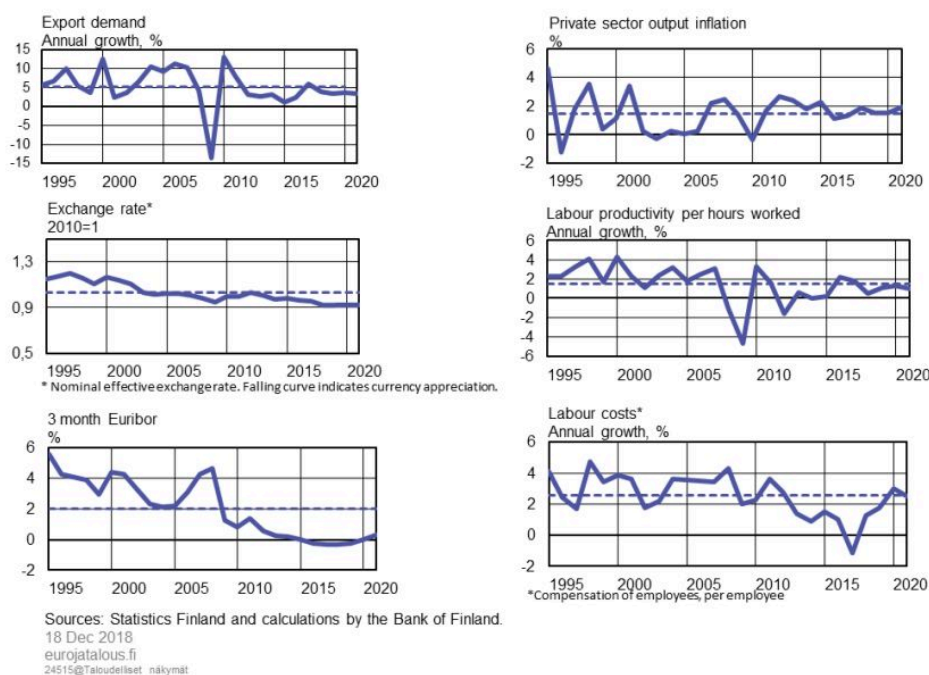 Export demand
Annual growth, %
15
10
5
0
-5
-10
-15
1995 2000 2005 2010 2015 2020
Private sector output inflation
%
6
4
2
0
-2
1995 2000 2005 2010 2015 2020
Exchange rate*
2010=1
1,3
0,9
0,5
1995 2000 2005 2010 2015 2020
* Nominal effective exchange rate. Falling curve indicates currency appreciation.
Labour productivity per hours worked
Annual growth, %
6
4
2
0
-2
-4
-6
1995 2000 2005 2010 2015 2020
3 month Euribor
%
6
4
2
0
-2
1995 2000 2005 2010 2015 2020
Labour costs*
Annual growth, %
6
4
2
0
-2
1995 2000 2005 2010 2015 2020
*Compensation of employees, per employee
Sources: Statistics Finland and calculations by the Bank of Finland.
18 Dec 2018
eurojatalous.fi
24515@Taloudelliset näkymät